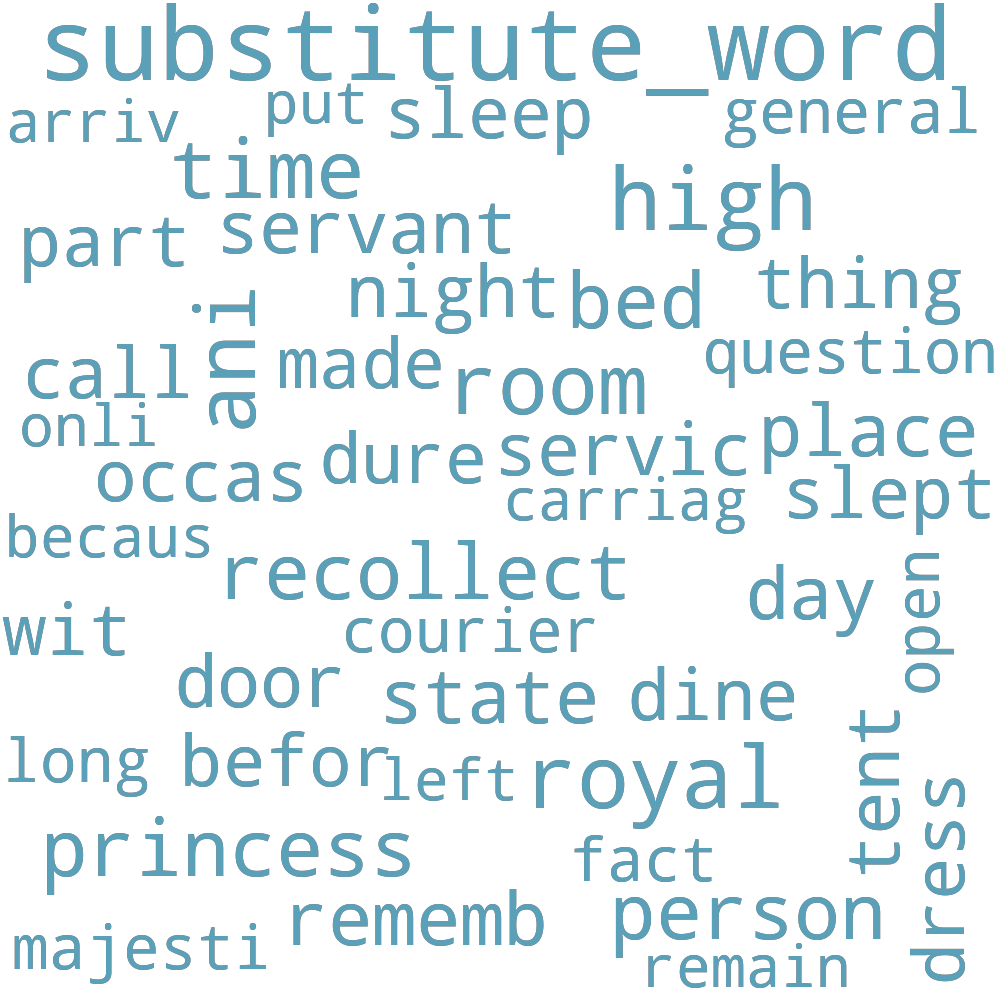 substitute_word
arriv put sleep general
time high
part servant
night bed thing
ani
call made room question
onli
occas dure servic place
carriag slept
becaus
recollect day open
wit courier
door state dine
long befor left royal tent
princess fact dress
majesti rememb person
remain